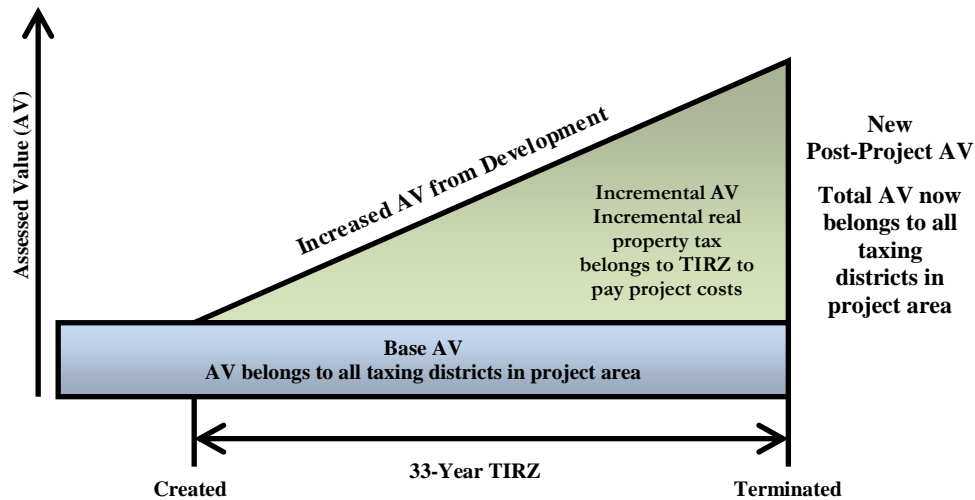 Assessed Value (AV)
Increased AV from Development
Incremental AV
Incremental real
property tax
belongs to TIRZ to
pay project costs
New
Post-Project AV
Total AV now
belongs to all
taxing
districts in
project area
Base AV
AV belongs to all taxing districts in project area
33-Year TIRZ
Created
Terminated